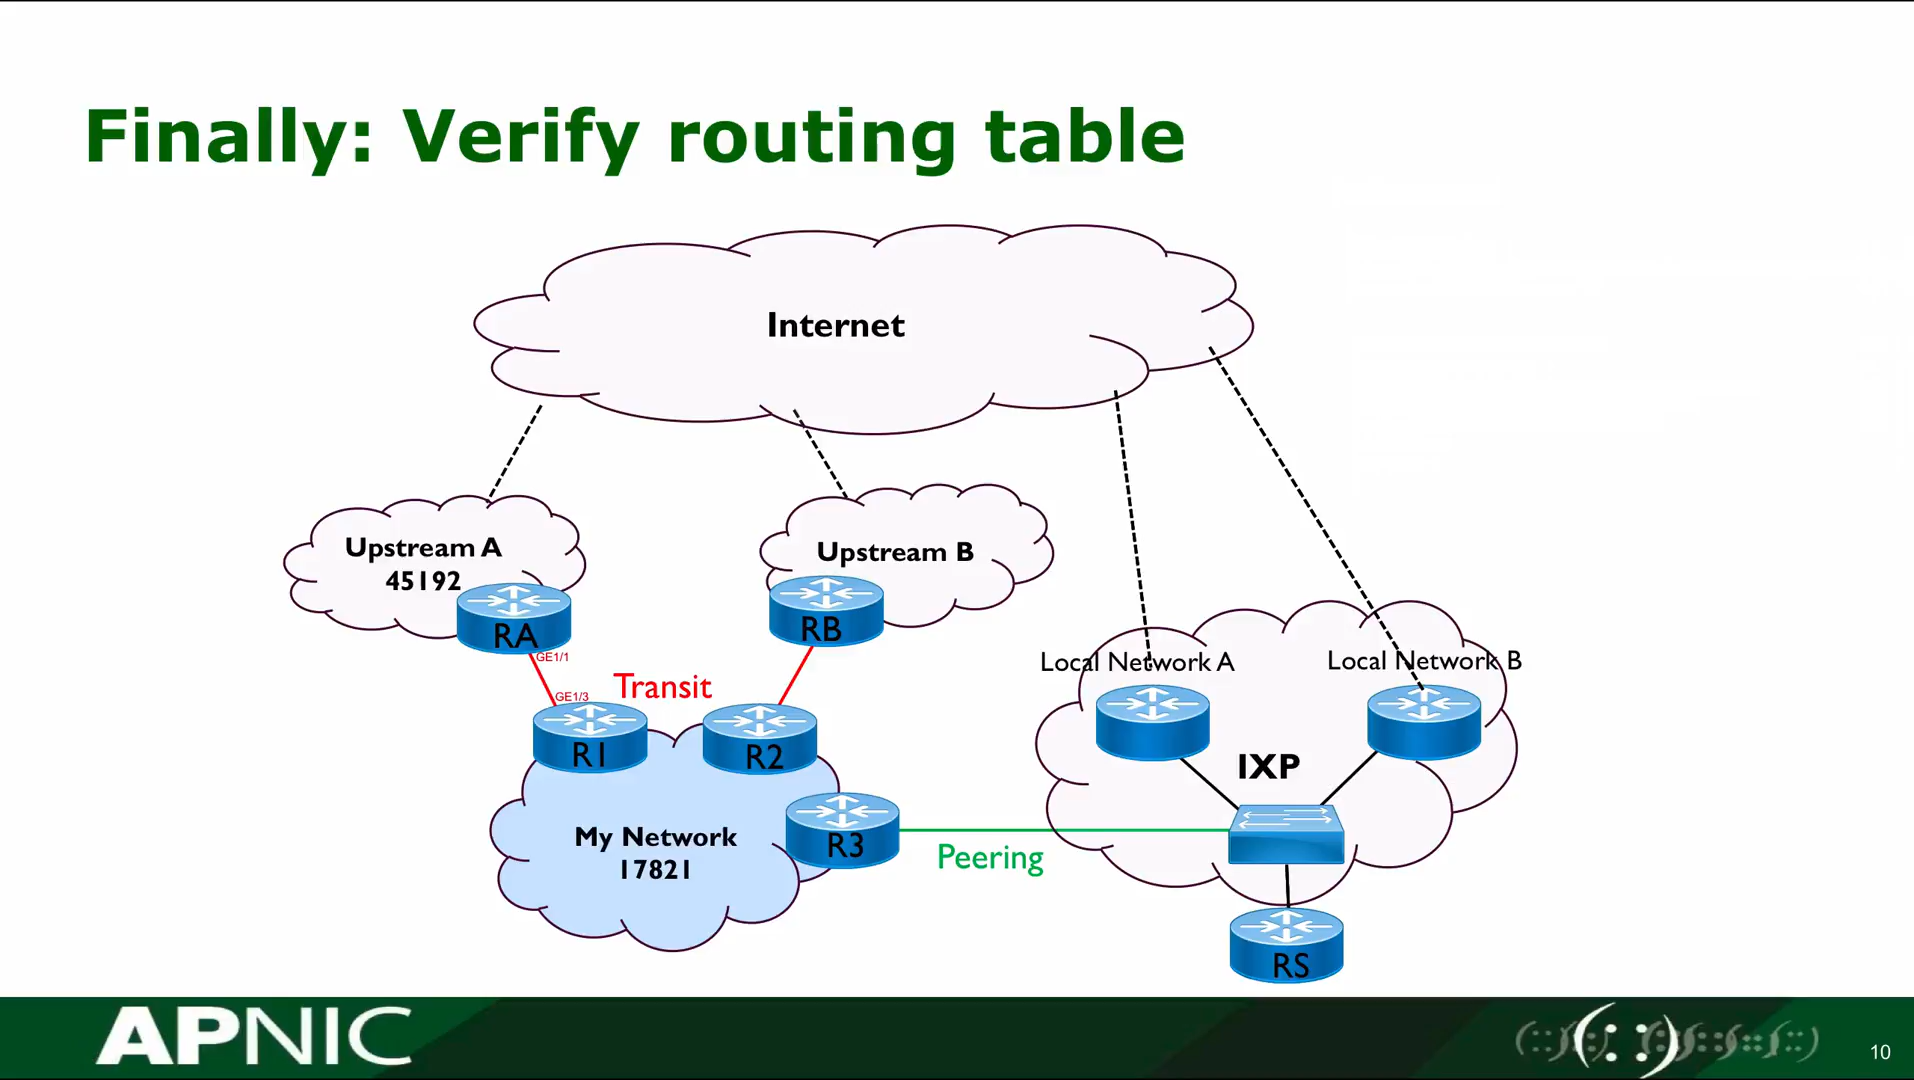 Finally: Verify routing table
Internet
Upstream A
45192
Upstream B
RA
RB
GE1/1
GE1/3
Transit
Local Network A
Local Network B
R1
R2
IXP
My Network
17821
R3
Peering
RS
APNIC
10